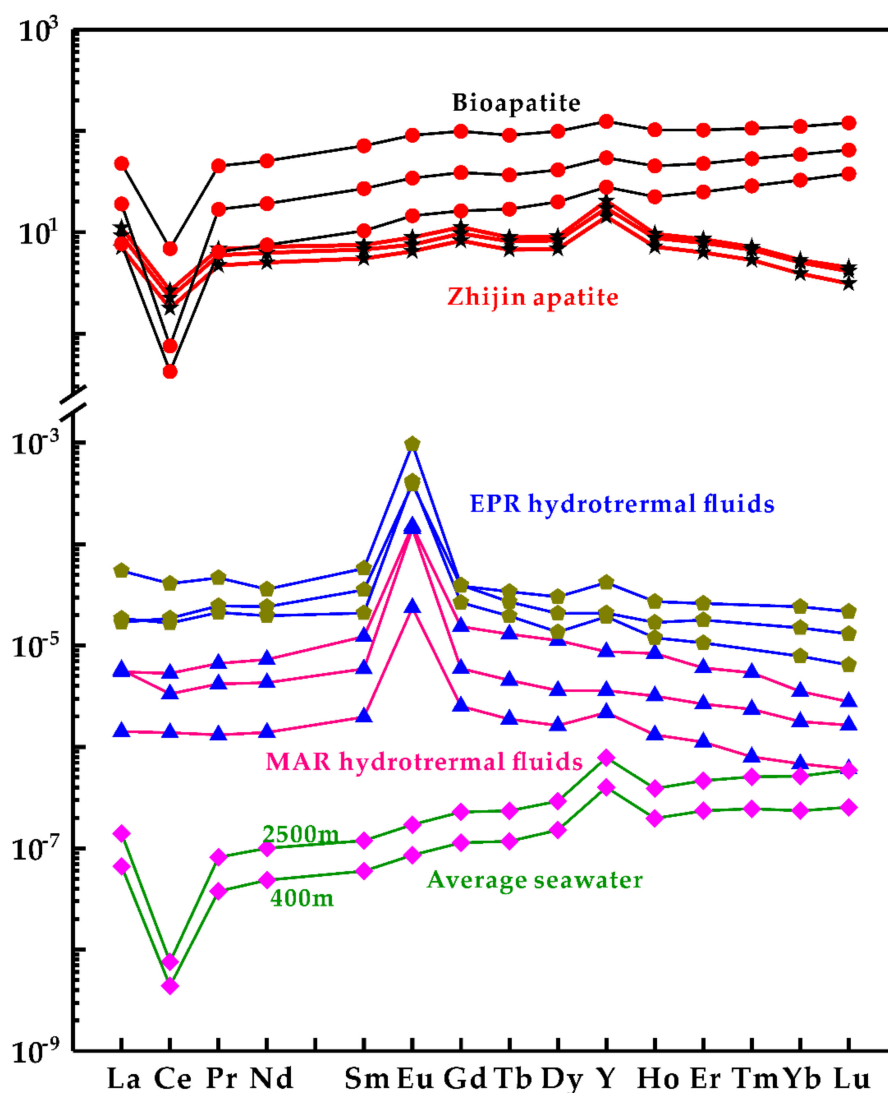 10³
Bioapatite
10¹
Zhijin apatite
10⁻³
EPR hydrotrermal fluids
10⁻⁵
MAR hydrotrermal fluids
2500m
10⁻⁷
Average seawater
400m
10⁻⁹
La Ce Pr Nd Sm Eu Gd Tb Dy Y Ho Er Tm Yb Lu